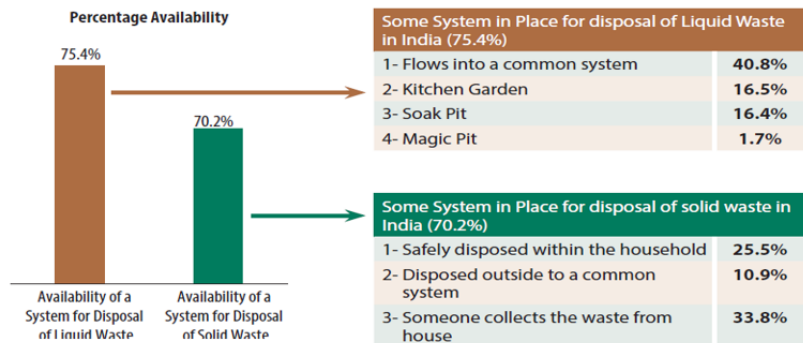 Percentage Availability
75.4%
70.2%
Availability of a
System for Disposal
of Liquid Waste
Availability of a
System for Disposal
of Solid Waste
Some System in Place for disposal of Liquid Waste
in India (75.4%)
1- Flows into a common system 40.8%
2- Kitchen Garden 16.5%
3- Soak Pit 16.4%
4- Magic Pit 1.7%
Some System in Place for disposal of solid waste in
India (70.2%)
1- Safely disposed within the household 25.5%
2- Disposed outside to a common 10.9%
system
3- Someone collects the waste from 33.8%
house